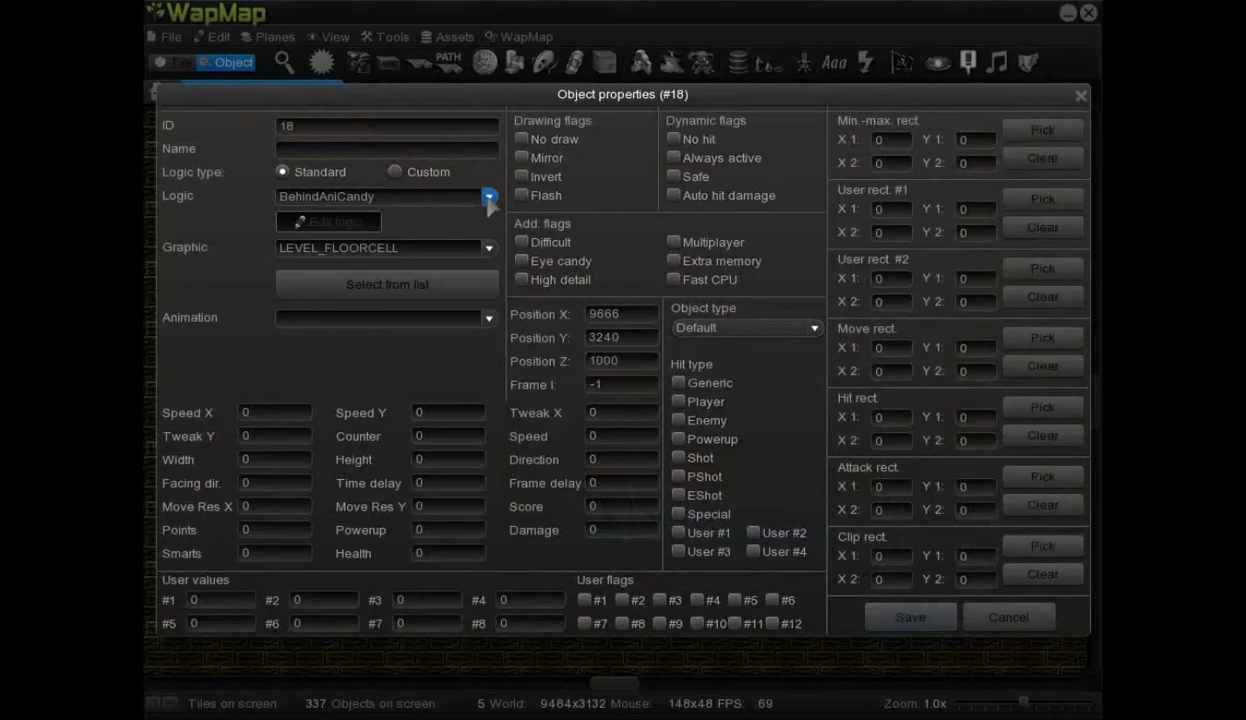 WapMap
File Edit Planes View Tools Assets WapMap
Object PATH Aaa
Object properties (#18)
ID 18
Name
Logic type: Standard Custom
Logic BehindAniCandy
Edit logic
Graphic LEVEL_FLOORCELL
Select from list
Animation
Drawing flags
No draw
Mirror
Invert
Flash
Dynamic flags
No hit
Always active
Safe
Auto hit damage
Add. flags
Difficult Multiplayer
Eye candy Extra memory
High detail Fast CPU
Position X: 9666
Position Y: 3240
Position Z: 1000
Frame I: -1
Object type
Default
Hit type
Generic
Player
Enemy
Powerup
Shot
PShot
EShot
Special
User #1 User #2
User #3 User #4
Speed X 0 Speed Y 0 Tweak X 0
Tweak Y 0 Counter 0 Speed 0
Width 0 Height 0 Direction 0
Facing dir. 0 Time delay 0 Frame delay 0
Move Res X 0 Move Res Y 0 Score 0
Points 0 Powerup 0 Damage 0
Smarts 0 Health 0
User values
#1 0 #2 0 #3 0 #4 0
#5 0 #6 0 #7 0 #8 0
User flags
#1 #2 #3 #4 #5 #6
#7 #8 #9 #10 #11 #12
Min.-max. rect.
X 1: 0 Y 1: 0 Pick
X 2: 0 Y 2: 0 Clear
User rect. #1
X 1: 0 Y 1: 0 Pick
X 2: 0 Y 2: 0 Clear
User rect. #2
X 1: 0 Y 1: 0 Pick
X 2: 0 Y 2: 0 Clear
Move rect.
X 1: 0 Y 1: 0 Pick
X 2: 0 Y 2: 0 Clear
Hit rect.
X 1: 0 Y 1: 0 Pick
X 2: 0 Y 2: 0 Clear
Attack rect.
X 1: 0 Y 1: 0 Pick
X 2: 0 Y 2: 0 Clear
Clip rect.
X 1: 0 Y 1: 0 Pick
X 2: 0 Y 2: 0 Clear
Save Cancel
Tiles on screen 337 Objects on screen 5 World: 9484x3132 Mouse: 148x48 FPS: 69 Zoom: 1.0x